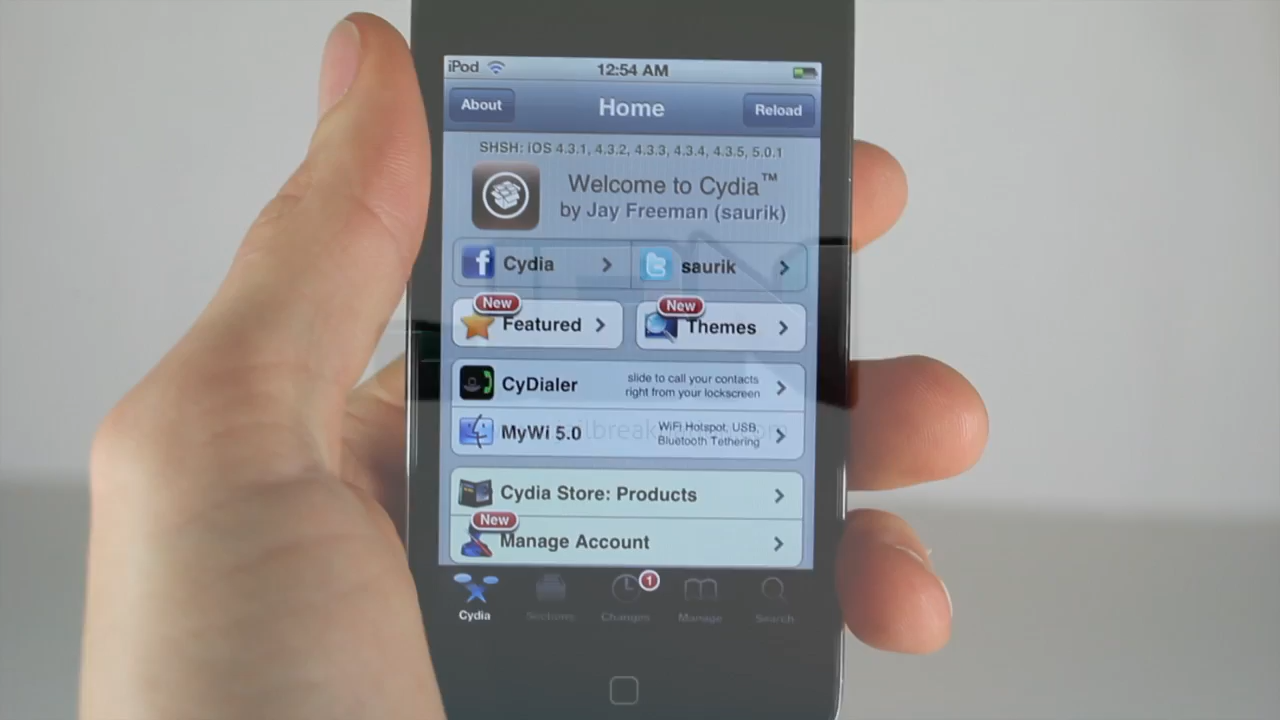 iPod
12:54 AM
About
Home
Reload
SHSH: iOS 4.3.1, 4.3.2, 4.3.3, 4.3.4, 4.3.5, 5.0.1
Welcome to Cydia™
by Jay Freeman (saurik)
Cydia
saurik
New
New
Featured
Themes
CyDialer
slide to call your contacts
right from your lockscreen
MyWi 5.0
WiFi Hotspot, USB,
Bluetooth Tethering
Cydia Store: Products
New
Manage Account
1
Cydia
Sections
Changes
Manage
Search